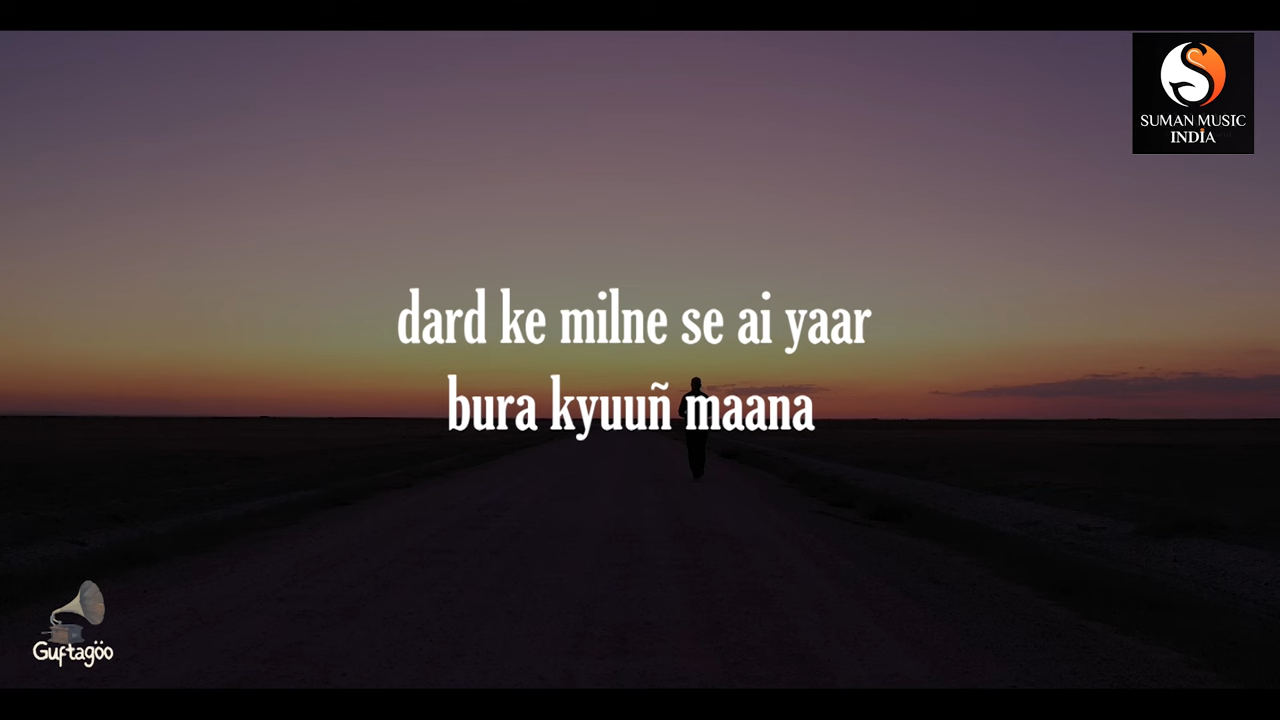 SUMAN MUSIC
INDIA
dard ke milne se ai yaar
bura kyuuñ maana
Guftagöo